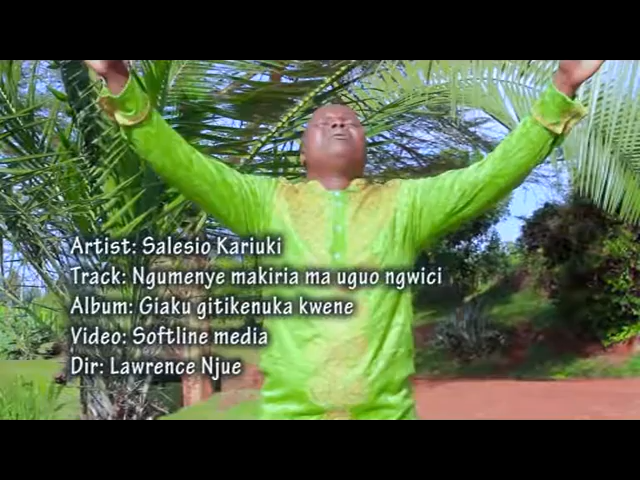 Artist: Salesio Kariuki
Track: Ngumenye makiria ma uguo ngwici
Album: Giaku gitikenuka kwene
Video: Softline media
Dir: Lawrence Njue